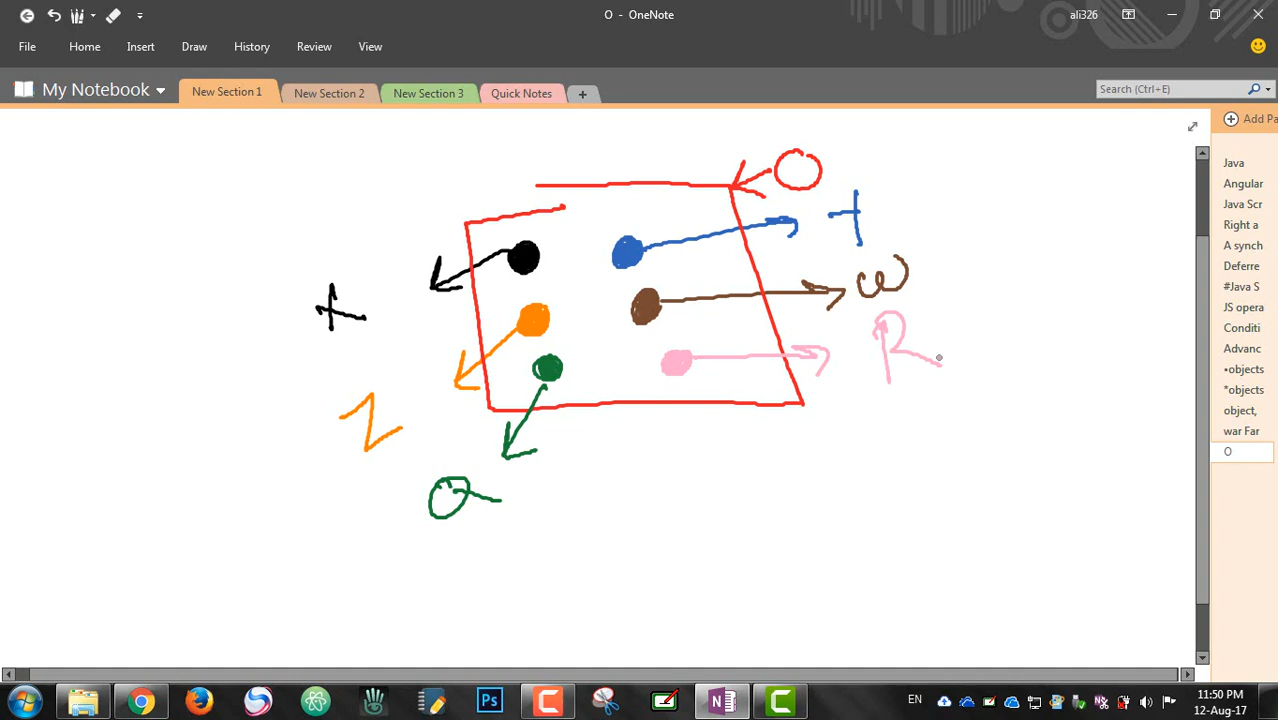 O - OneNote
ali326
File Home Insert Draw History Review View
My Notebook
New Section 1 New Section 2 New Section 3 Quick Notes +
Search (Ctrl+E)
Add Pa
Java
Angular
Java Scr
Right a
A synch
Deferre
#Java S
JS opera
Conditi
Advanc
•objects
*objects
object,
war Far
O
O
t
w
R
N
EN
Ps
N
C
C
11:50 PM
12-Aug-17